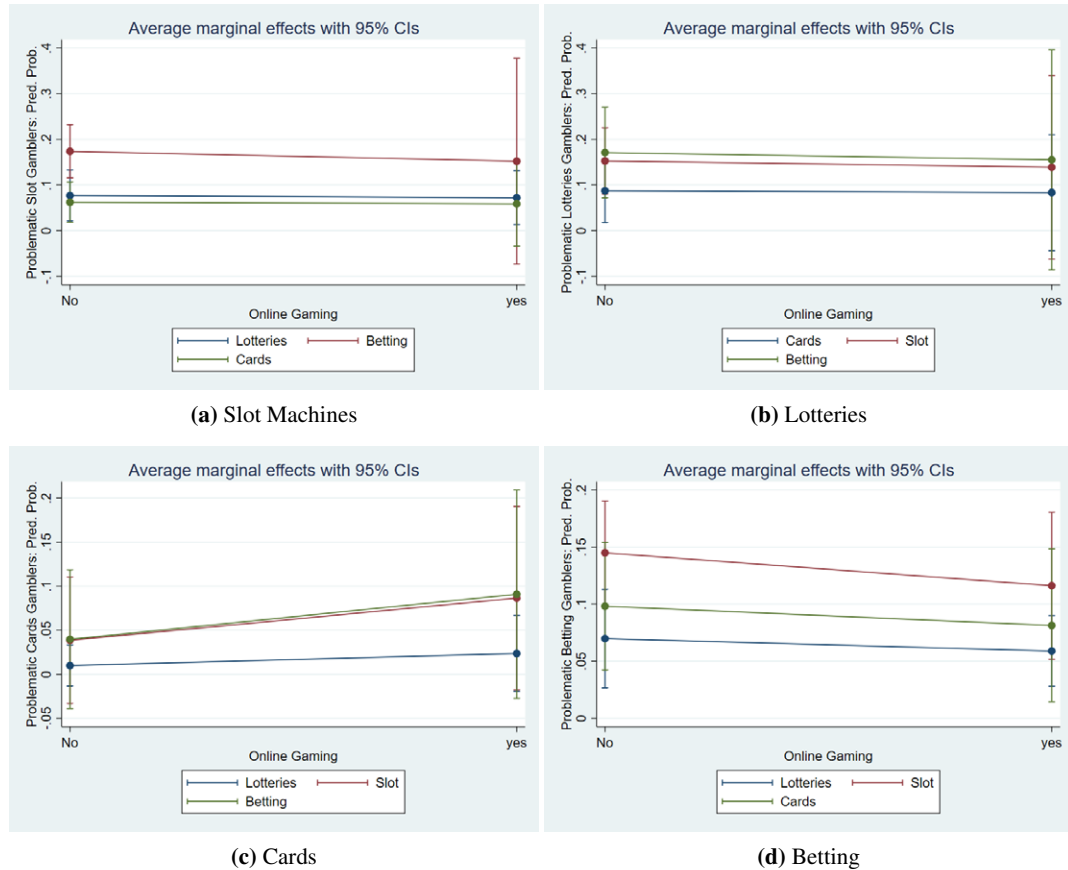 Average marginal effects with 95% CIs
Problematic Slot Gamblers: Pred. Prob.
.4
.3
.2
.1
0
-.1
No
yes
Online Gaming
Lotteries
Betting
Cards
(a) Slot Machines
Average marginal effects with 95% CIs
Problematic Lotteries Gamblers: Pred. Prob.
.4
.3
.2
.1
0
-.1
No
yes
Online Gaming
Cards
Slot
Betting
(b) Lotteries
Average marginal effects with 95% CIs
Problematic Cards Gamblers: Pred. Prob.
.2
.15
.1
.05
0
-.05
No
yes
Online Gaming
Lotteries
Slot
Betting
(c) Cards
Average marginal effects with 95% CIs
Problematic Betting Gamblers: Pred. Prob.
.2
.15
.1
.05
0
No
yes
Online Gaming
Lotteries
Slot
Cards
(d) Betting